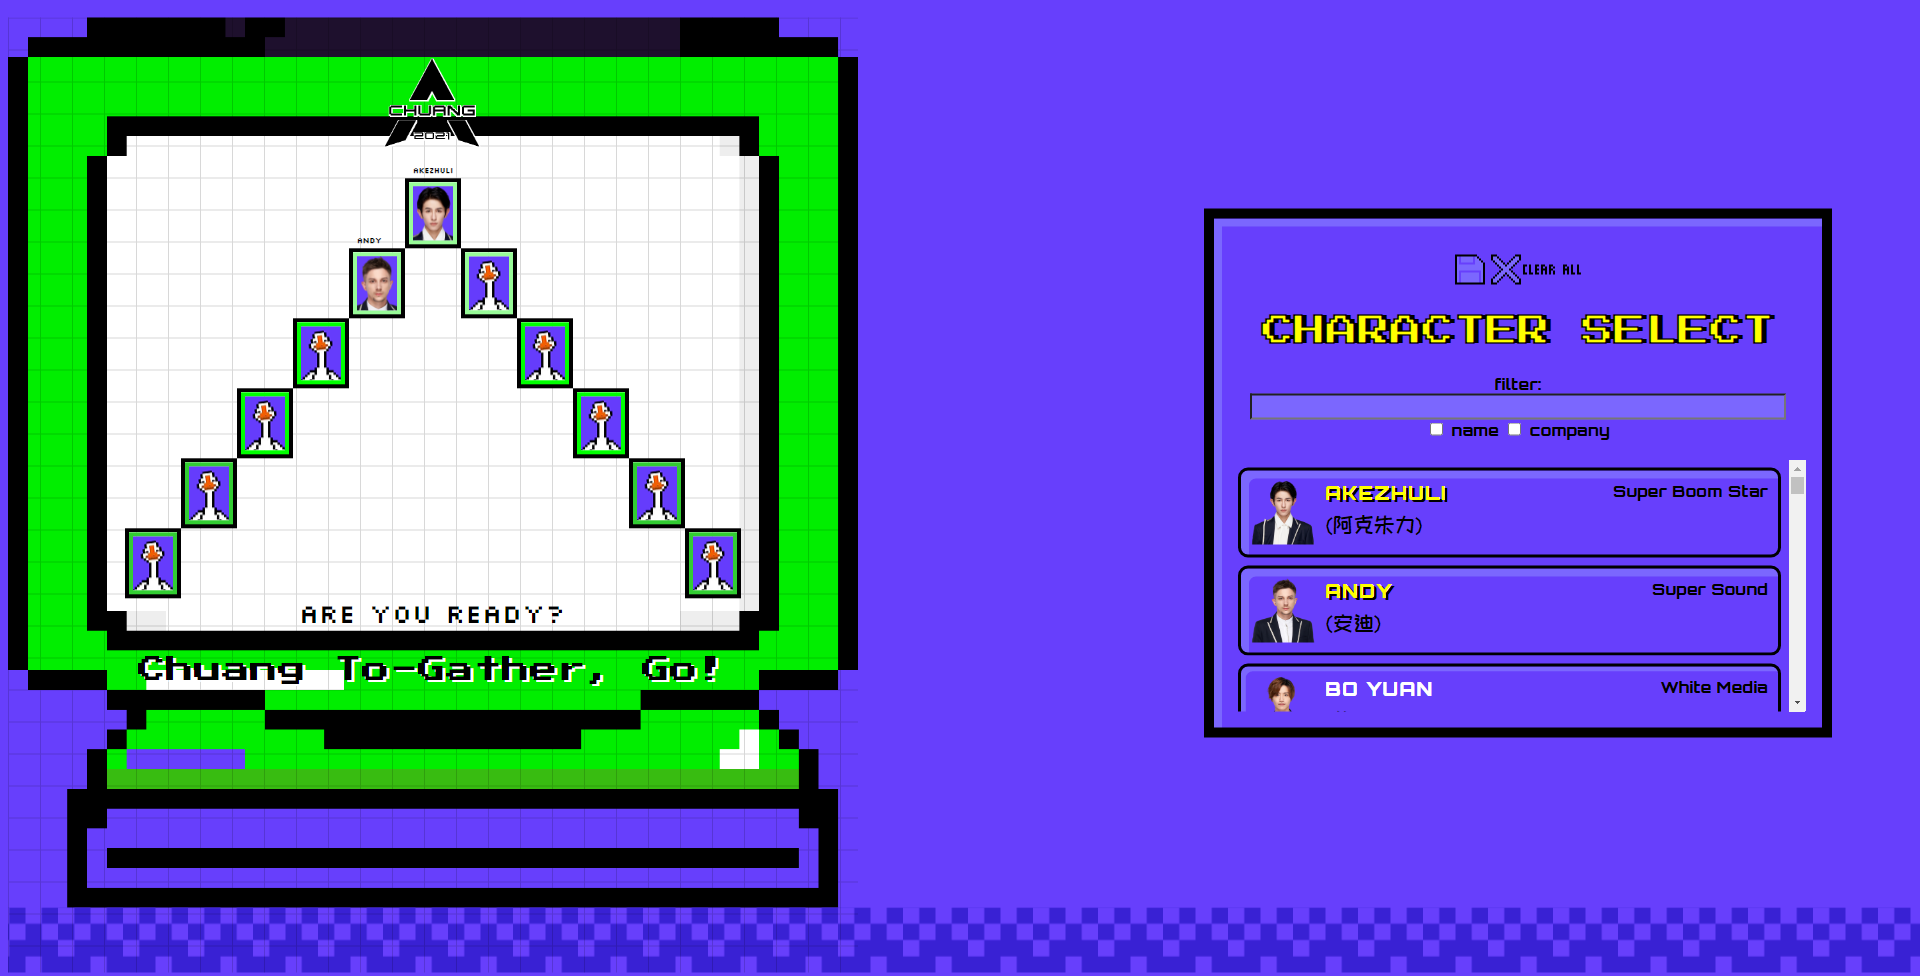 CHUANG
2021
AKEZHULI
ANDY
ARE YOU READY?
Chuang To-Gather, Go!
CLEAR ALL
CHARACTER SELECT
filter:
name company
AKEZHULI Super Boom Star
(阿克朱力)
ANDY Super Sound
(安迪)
BO YUAN White Media